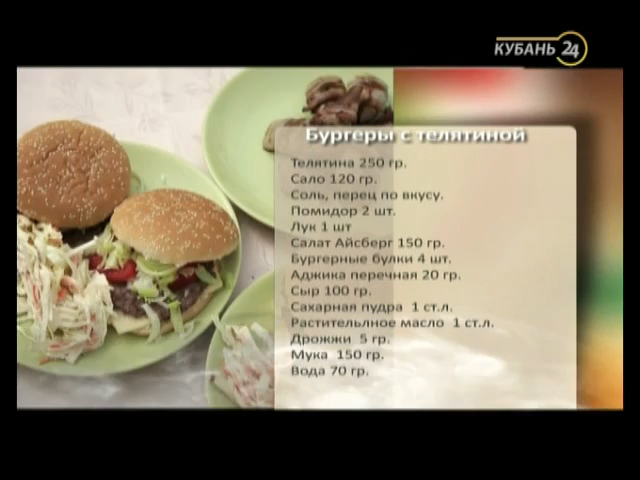 КУБАНЬ 24
Бургеры с телятиной
Телятина 250 гр.
Сало 120 гр.
Соль, перец по вкусу.
Помидор 2 шт.
Лук 1 шт
Салат Айсберг 150 гр.
Бургерные булки 4 шт.
Аджика перечная 20 гр.
Сыр 100 гр.
Сахарная пудра 1 ст.л.
Растительлное масло 1 ст.л.
Дрожжи 5 гр.
Мука 150 гр.
Вода 70 гр.